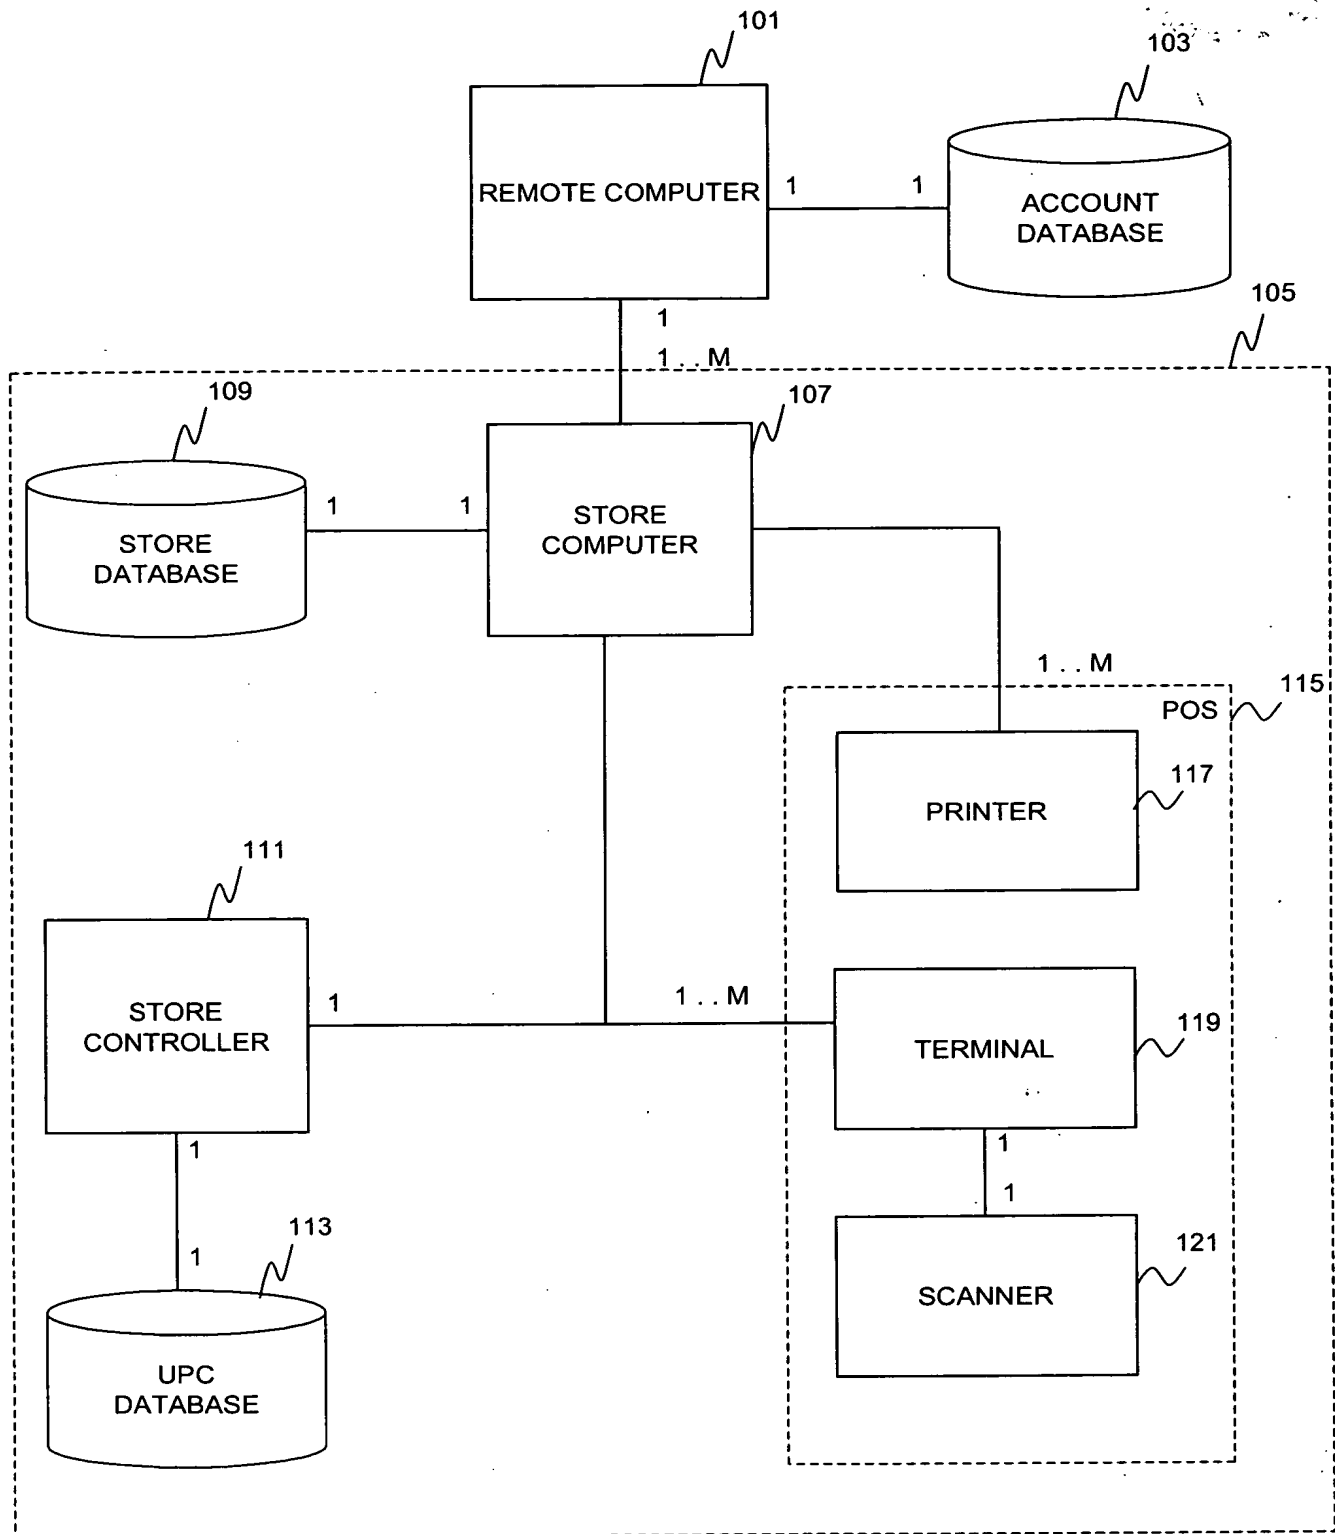 101
103
REMOTE COMPUTER
1
1
ACCOUNT
DATABASE
1
1 . . M
105
109
107
STORE
DATABASE
1
1
STORE
COMPUTER
1 . . M
115
POS
117
PRINTER
111
STORE
CONTROLLER
1
1 . . M
119
TERMINAL
1
1
1
1
113
121
SCANNER
UPC
DATABASE